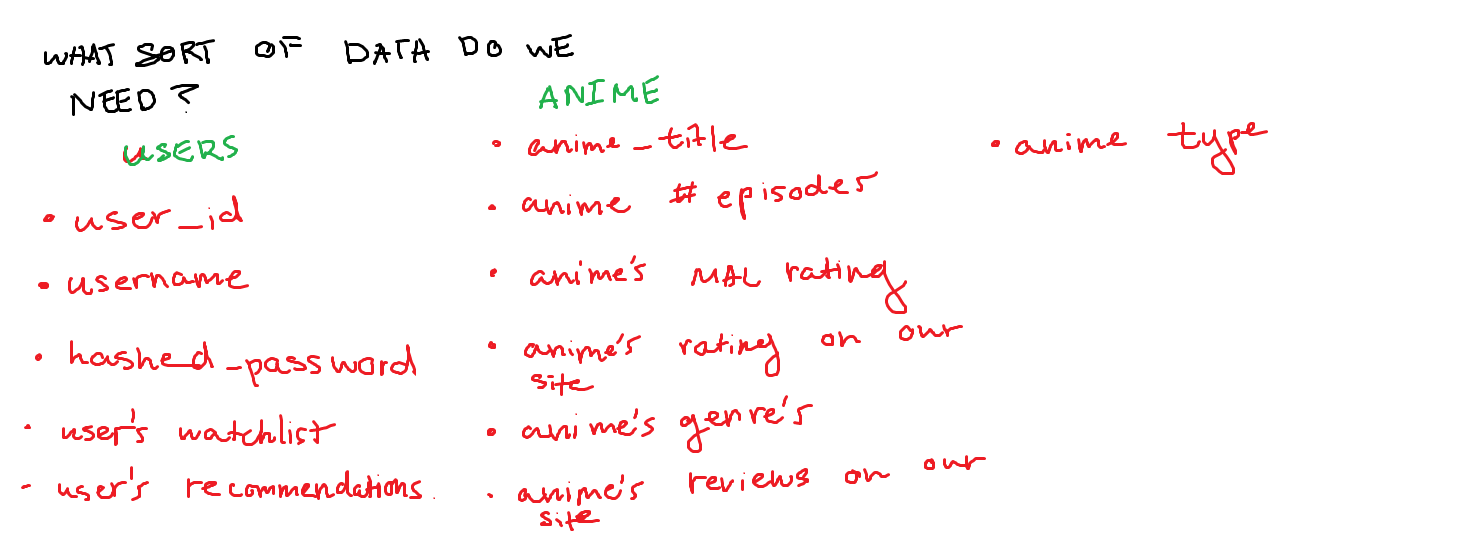 WHAT SORT OF DATA DO WE
NEED?
USERS
• user_id
• username
• hashed_password
• user's watchlist
- user's recommendations.
ANIME
• anime_title
• anime # episodes
• anime's MAL rating
• anime's rating on our
site
• anime's genre's
• anime's reviews on our
site
• anime type